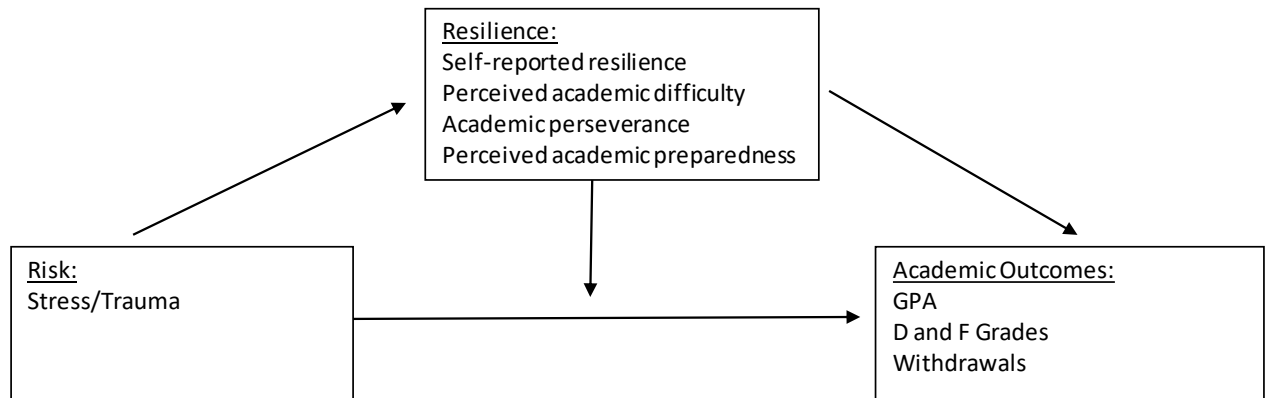 Resilience:
Self-reported resilience
Perceived academic difficulty
Academic perseverance
Perceived academic preparedness
Risk:
Stress/Trauma
Academic Outcomes:
GPA
D and F Grades
Withdrawals